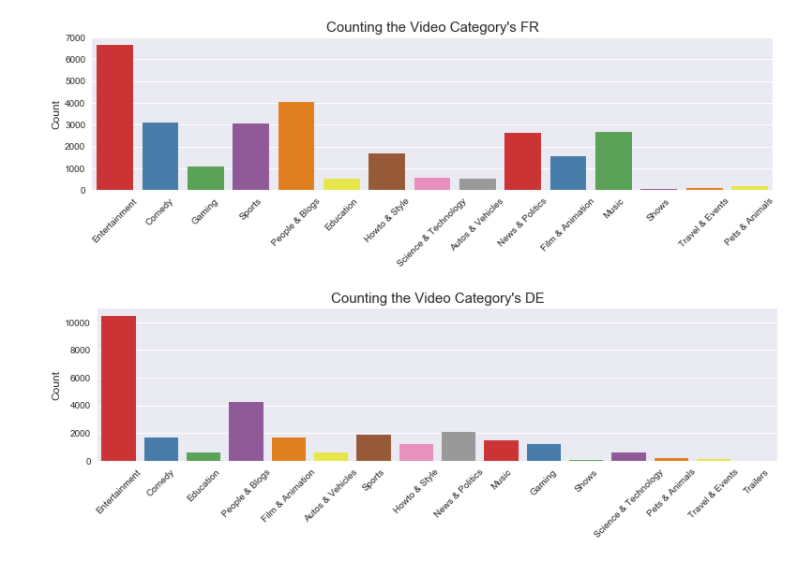 Counting the Video Category's FR
7000
6000
5000
4000
3000
2000
1000
0
Count
Entertainment
Comedy
Gaming
Sports
People & Blogs
Education
Howto & Style
Science & Technology
Autos & Vehicles
News & Politics
Film & Animation
Music
Shows
Travel & Events
Pets & Animals
Counting the Video Category's DE
10000
8000
6000
4000
2000
0
Count
Entertainment
Comedy
Education
People & Blogs
Film & Animation
Autos & Vehicles
Sports
Howto & Style
News & Politics
Music
Gaming
Shows
Science & Technology
Pets & Animals
Travel & Events
Trailers